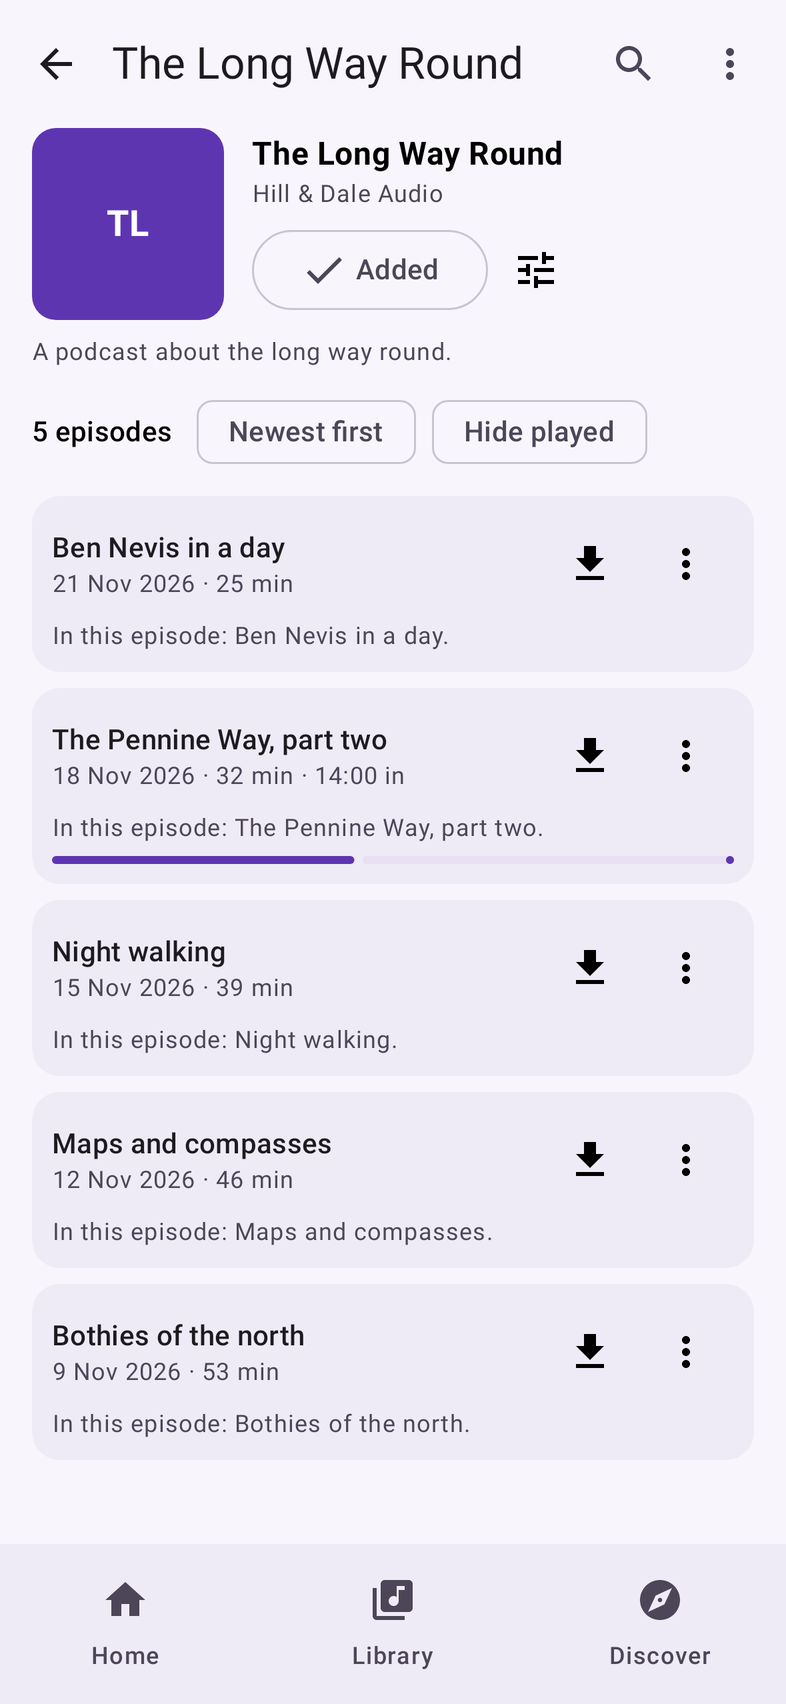 The Long Way Round
TL
The Long Way Round
Hill & Dale Audio
Added
A podcast about the long way round.
5 episodes
Newest first
Hide played
Ben Nevis in a day
21 Nov 2026 · 25 min
In this episode: Ben Nevis in a day.
The Pennine Way, part two
18 Nov 2026 · 32 min · 14:00 in
In this episode: The Pennine Way, part two.
Night walking
15 Nov 2026 · 39 min
In this episode: Night walking.
Maps and compasses
12 Nov 2026 · 46 min
In this episode: Maps and compasses.
Bothies of the north
9 Nov 2026 · 53 min
In this episode: Bothies of the north.
Home
Library
Discover